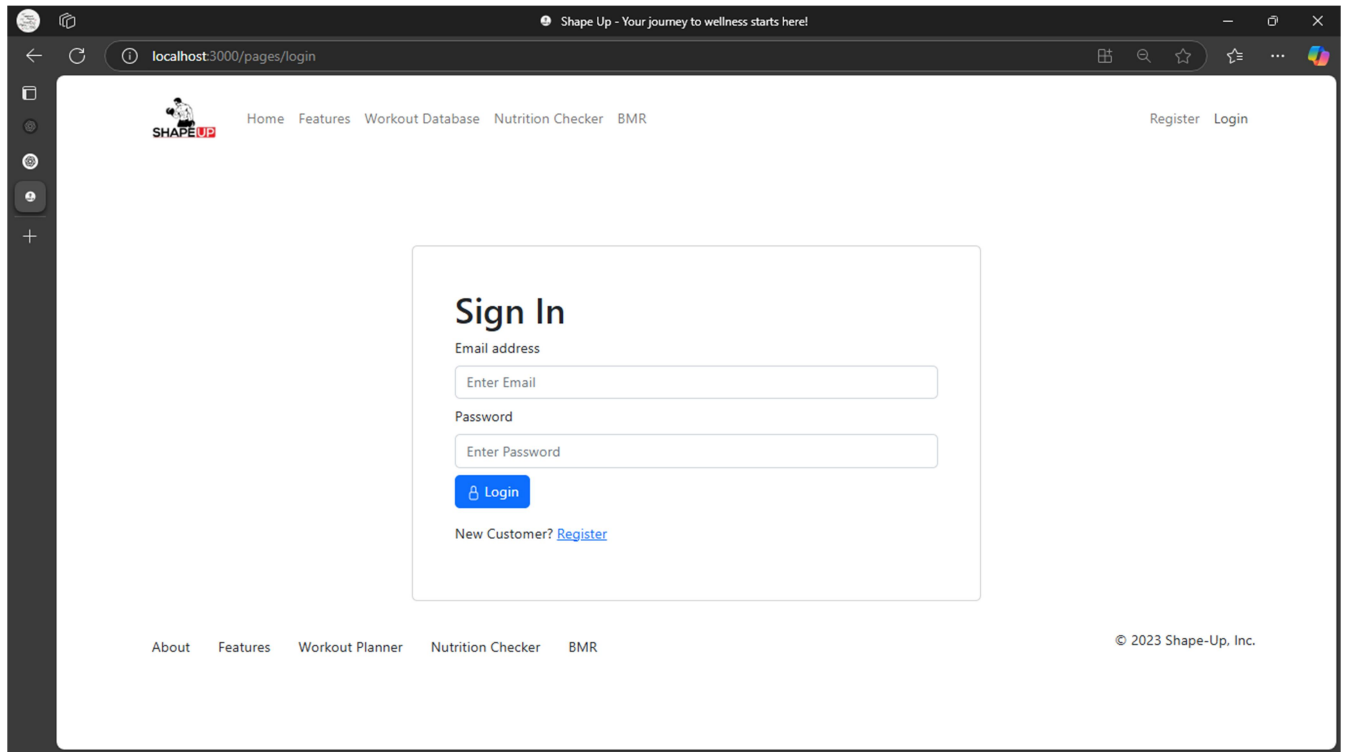 Shape Up - Your journey to wellness starts here!
localhost:3000/pages/login
SHAPEUP
Home Features Workout Database Nutrition Checker BMR Register Login
Sign In
Email address
Enter Email
Password
Enter Password
Login
New Customer? Register
About Features Workout Planner Nutrition Checker BMR © 2023 Shape-Up, Inc.